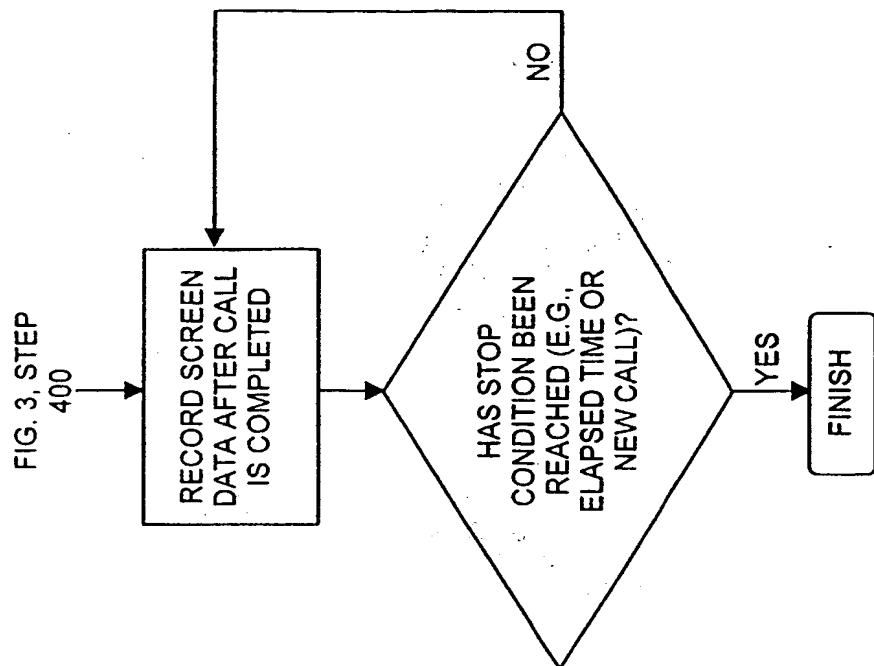 FIG. 3, STEP
400
RECORD SCREEN
DATA AFTER CALL
IS COMPLETED
HAS STOP
CONDITION BEEN
REACHED (E.G.,
ELAPSED TIME OR
NEW CALL)?
NO
YES
FINISH